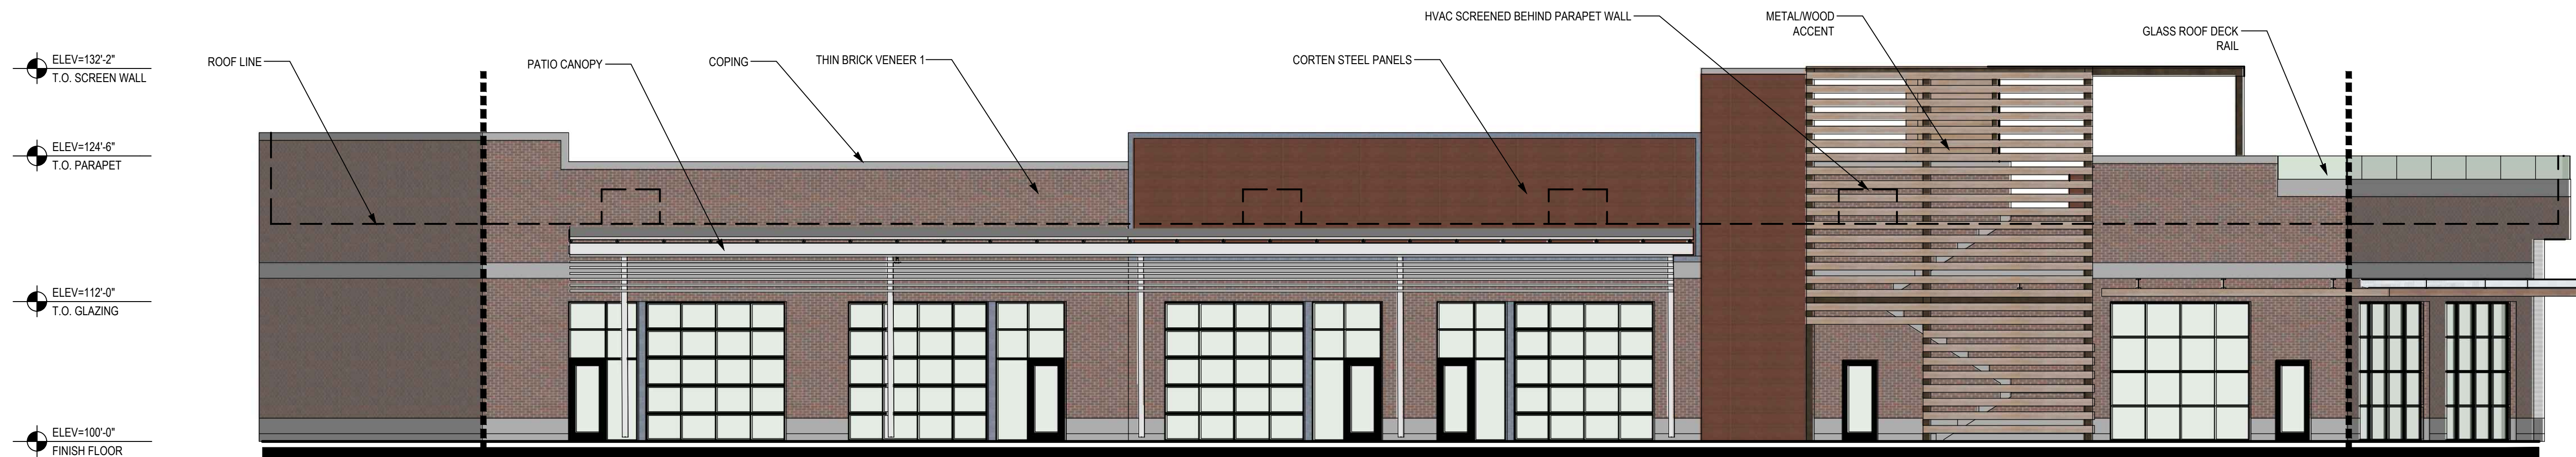 ELEV=132'-2"
T.O. SCREEN WALL
ELEV=124'-6"
T.O. PARAPET
ELEV=112'-0"
T.O. GLAZING
ELEV=100'-0"
FINISH FLOOR
ROOF LINE
PATIO CANOPY
COPING
THIN BRICK VENEER 1
CORTEN STEEL PANELS
HVAC SCREENED BEHIND PARAPET WALL
METAL/WOOD
ACCENT
GLASS ROOF DECK
RAIL